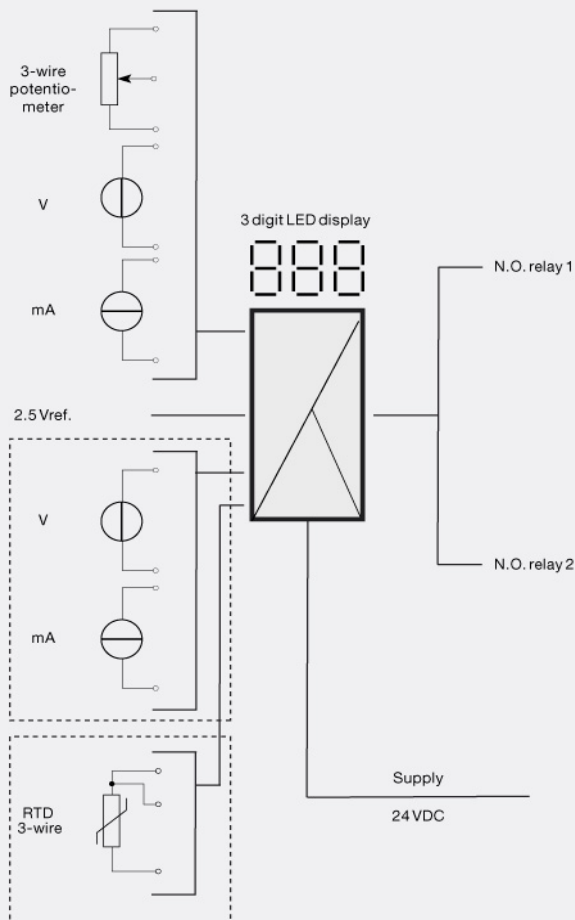 3-wire
potentio-
meter
V
mA
3 digit LED display
888
N.O. relay 1
2.5 Vref.
V
mA
N.O. relay 2
RTD
3-wire
Supply
24 VDC